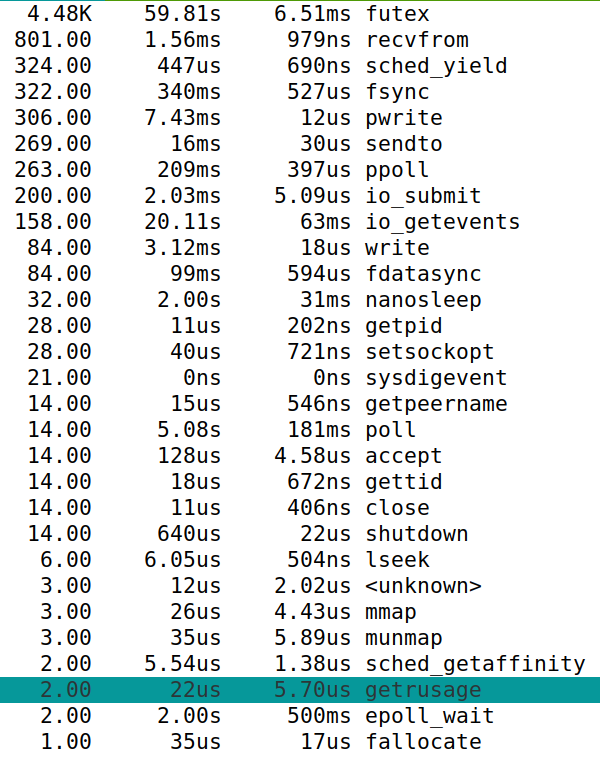 4.48K 59.81s 6.51ms futex
801.00 1.56ms 979ns recvfrom
324.00 447us 690ns sched_yield
322.00 340ms 527us fsync
306.00 7.43ms 12us pwrite
269.00 16ms 30us sendto
263.00 209ms 397us ppoll
200.00 2.03ms 5.09us io_submit
158.00 20.11s 63ms io_getevents
84.00 3.12ms 18us write
84.00 99ms 594us fdatasync
32.00 2.00s 31ms nanosleep
28.00 11us 202ns getpid
28.00 40us 721ns setsockopt
21.00 0ns 0ns sysdigevent
14.00 15us 546ns getpeername
14.00 5.08s 181ms poll
14.00 128us 4.58us accept
14.00 18us 672ns gettid
14.00 11us 406ns close
14.00 640us 22us shutdown
6.00 6.05us 504ns lseek
3.00 12us 2.02us <unknown>
3.00 26us 4.43us mmap
3.00 35us 5.89us munmap
2.00 5.54us 1.38us sched_getaffinity
2.00 22us 5.70us getrusage
2.00 2.00s 500ms epoll_wait
1.00 35us 17us fallocate